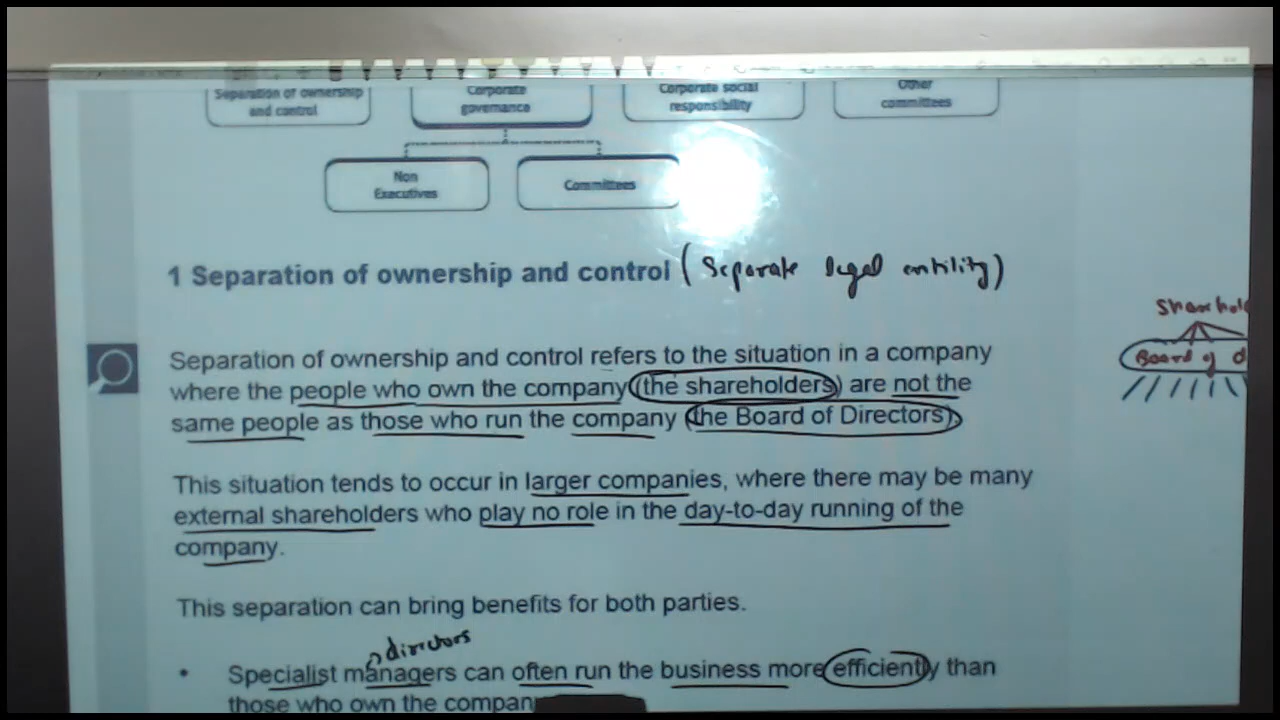 Separation of ownership
and control
Corporate
governance
Corporate social
responsibility
Other
committees
Non
Executives
Committees
1 Separation of ownership and control (Separate legal entility)
Sharehol
Board of d
Separation of ownership and control refers to the situation in a company
where the people who own the company (the shareholders) are not the
same people as those who run the company (the Board of Directors).
This situation tends to occur in larger companies, where there may be many
external shareholders who play no role in the day-to-day running of the
company.
This separation can bring benefits for both parties.
directors
• Specialist managers can often run the business more efficiently than
those who own the company